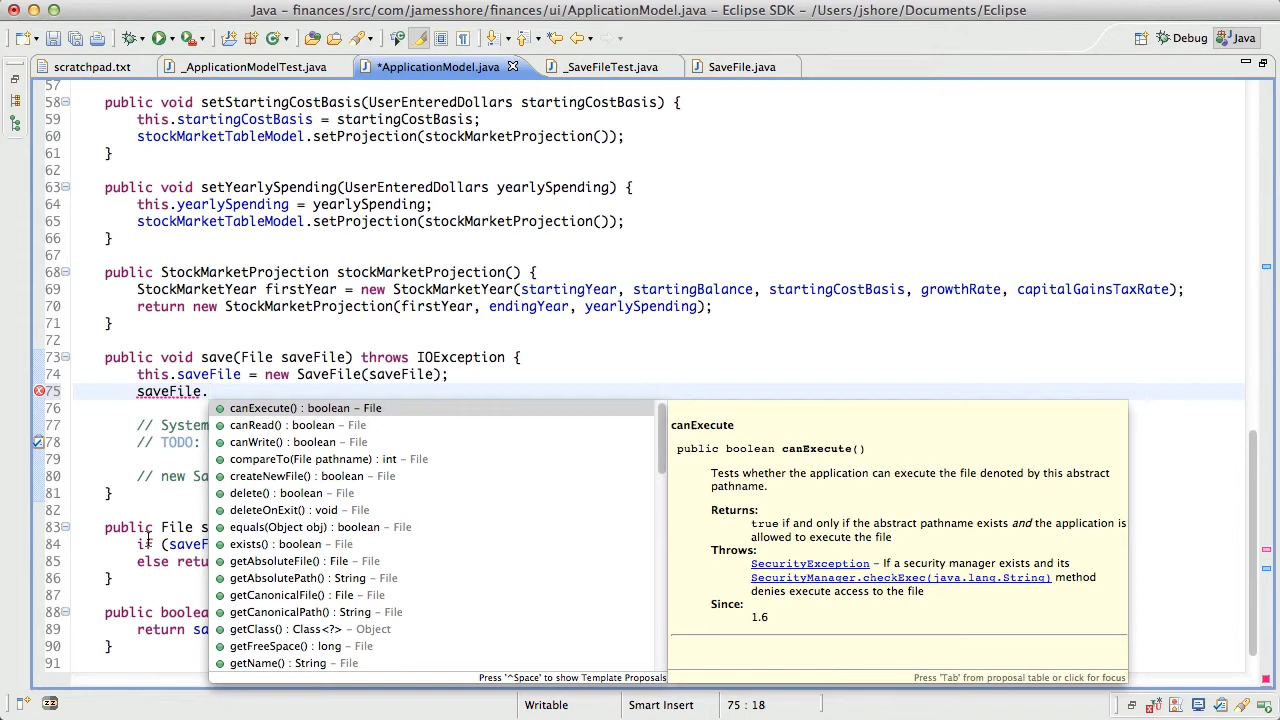 Java – finances/src/com/jamesshore/finances/ui/ApplicationModel.java – Eclipse SDK – /Users/jshore/Documents/Eclipse
Debug
Java
scratchpad.txt
_ApplicationModelTest.java
*ApplicationModel.java
_SaveFileTest.java
SaveFile.java
57
58 public void setStartingCostBasis(UserEnteredDollars startingCostBasis) {
59 this.startingCostBasis = startingCostBasis;
60 stockMarketTableModel.setProjection(stockMarketProjection());
61 }
62
63 public void setYearlySpending(UserEnteredDollars yearlySpending) {
64 this.yearlySpending = yearlySpending;
65 stockMarketTableModel.setProjection(stockMarketProjection());
66 }
67
68 public StockMarketProjection stockMarketProjection() {
69 StockMarketYear firstYear = new StockMarketYear(startingYear, startingBalance, startingCostBasis, growthRate, capitalGainsTaxRate);
70 return new StockMarketProjection(firstYear, endingYear, yearlySpending);
71 }
72
73 public void save(File saveFile) throws IOException {
74 this.saveFile = new SaveFile(saveFile);
75 saveFile.
76
77 // System
78 // TODO:
79
80 // new Sa
81 }
82
83 public File s
84 if (saveF
85 else retu
86 }
87
88 public boolea
89 return sa
90 }
91
canExecute() : boolean – File
canRead() : boolean – File
canWrite() : boolean – File
compareTo(File pathname) : int – File
createNewFile() : boolean – File
delete() : boolean – File
deleteOnExit() : void – File
equals(Object obj) : boolean – File
exists() : boolean – File
getAbsoluteFile() : File – File
getAbsolutePath() : String – File
getCanonicalFile() : File – File
getCanonicalPath() : String – File
getClass() : Class<?> – Object
getFreeSpace() : long – File
getName() : String – File
Press '^Space' to show Template Proposals
canExecute
public boolean canExecute()
Tests whether the application can execute the file denoted by this abstract
pathname.
Returns:
true if and only if the abstract pathname exists and the application is
allowed to execute the file
Throws:
SecurityException – If a security manager exists and its
SecurityManager.checkExec(java.lang.String) method
denies execute access to the file
Since:
1.6
Press 'Tab' from proposal table or click for focus
Writable
Smart Insert
75 : 18